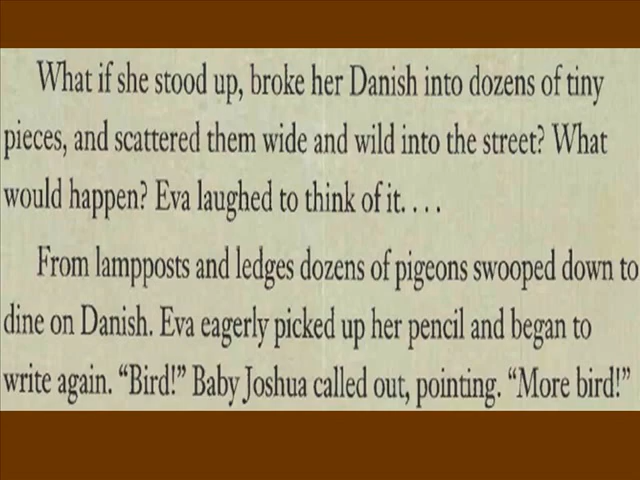 What if she stood up, broke her Danish into dozens of tiny
pieces, and scattered them wide and wild into the street? What
would happen? Eva laughed to think of it. . . .
From lampposts and ledges dozens of pigeons swooped down to
dine on Danish. Eva eagerly picked up her pencil and began to
write again. “Bird!” Baby Joshua called out, pointing. “More bird!”